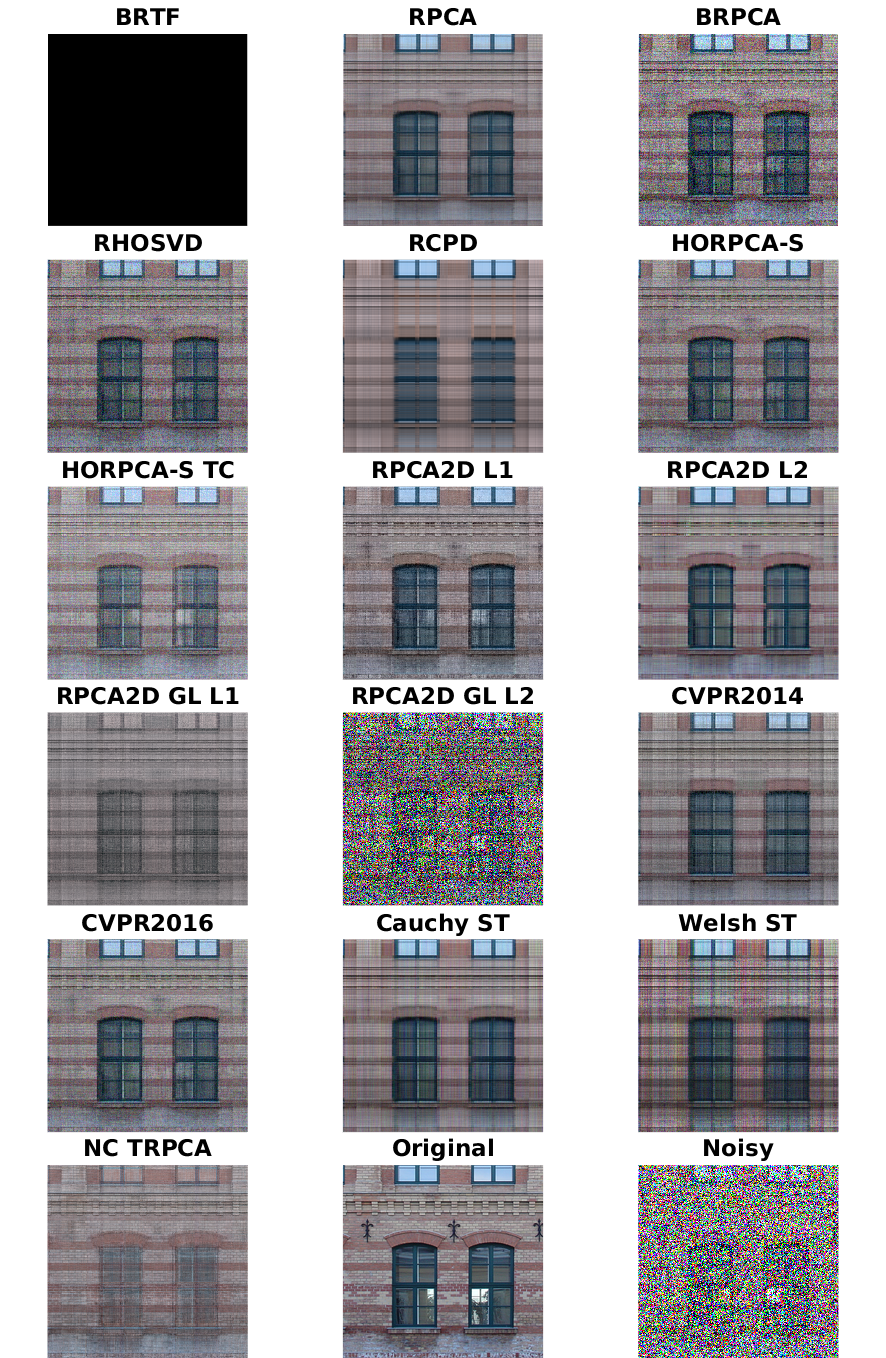 BRTF RPCA BRPCA
RHOSVD RCPD HORPCA-S
HORPCA-S TC RPCA2D L1 RPCA2D L2
RPCA2D GL L1 RPCA2D GL L2 CVPR2014
CVPR2016 Cauchy ST Welsh ST
NC TRPCA Original Noisy